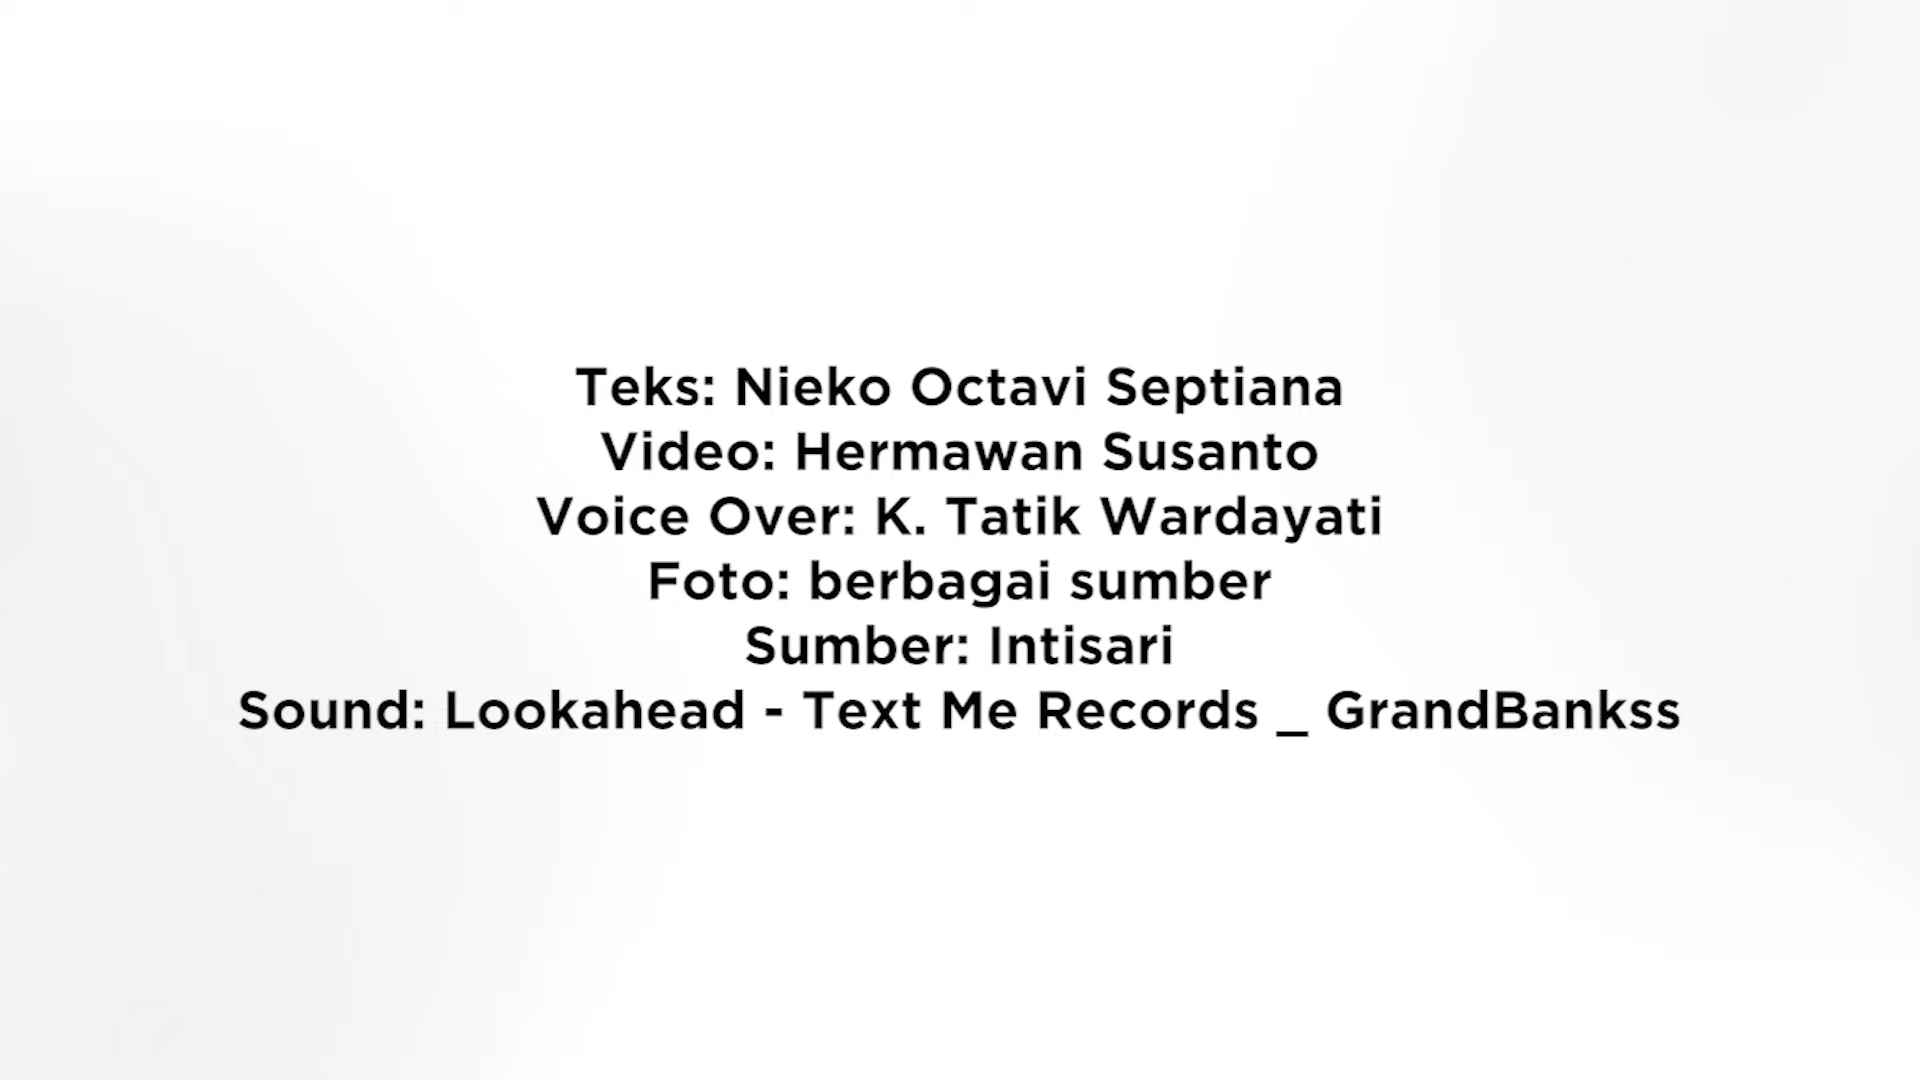 Teks: Nieko Octavi Septiana
Video: Hermawan Susanto
Voice Over: K. Tatik Wardayati
Foto: berbagai sumber
Sumber: Intisari
Sound: Lookahead - Text Me Records _ GrandBankss